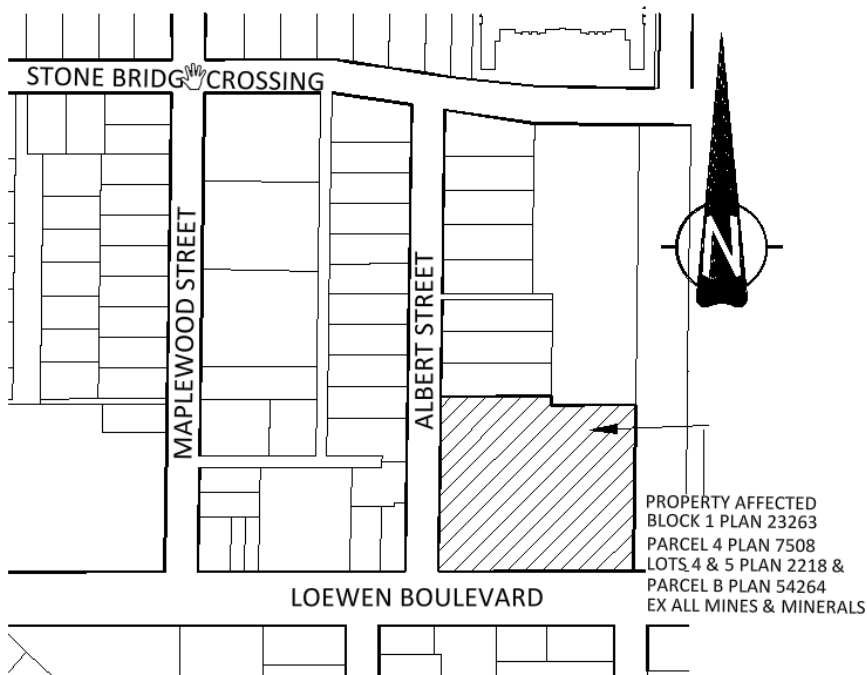 STONE BRIDG CROSSING
MAPLEWOOD STREET
ALBERT STREET
N
PROPERTY AFFECTED
BLOCK 1 PLAN 23263
PARCEL 4 PLAN 7508
LOTS 4 & 5 PLAN 2218 &
PARCEL B PLAN 54264
EX ALL MINES & MINERALS
LOEWEN BOULEVARD